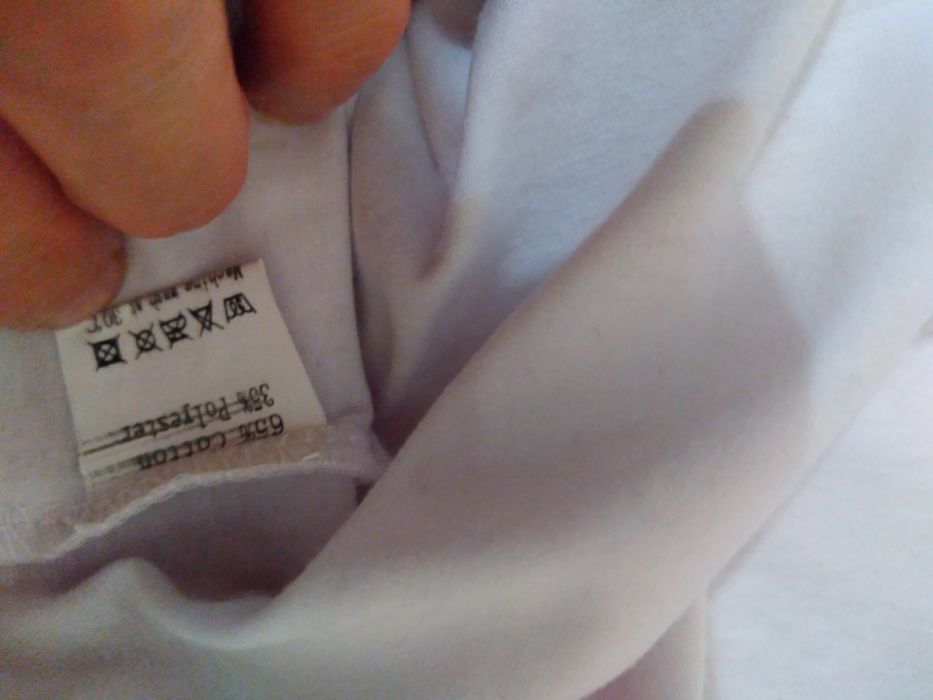 65% Cotton
35% Polyester
Machine wash at 30℃